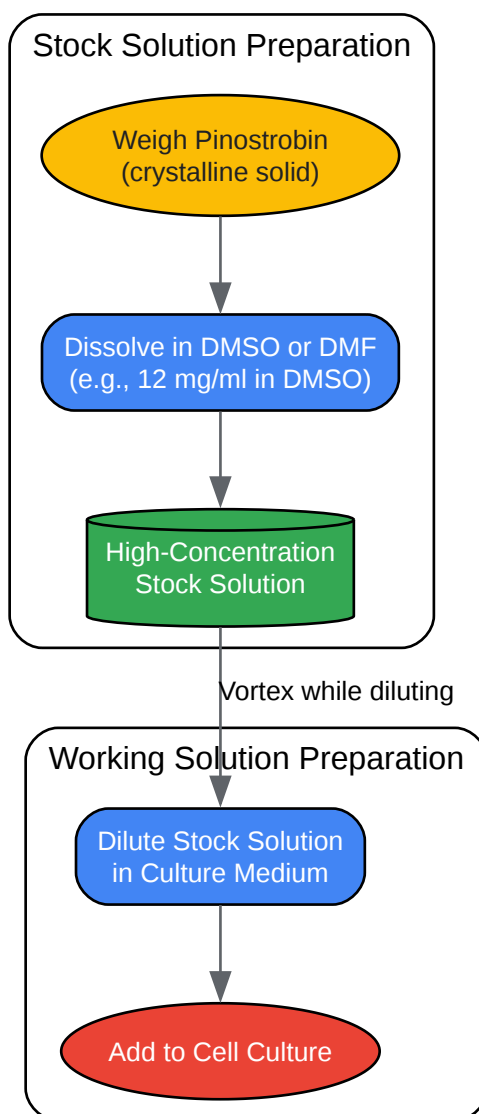 Stock Solution Preparation
Weigh Pinostrobin
(crystalline solid)
Dissolve in DMSO or DMF
(e.g., 12 mg/ml in DMSO)
High-Concentration
Stock Solution
Vortex while diluting
Working Solution Preparation
Dilute Stock Solution
in Culture Medium
Add to Cell Culture